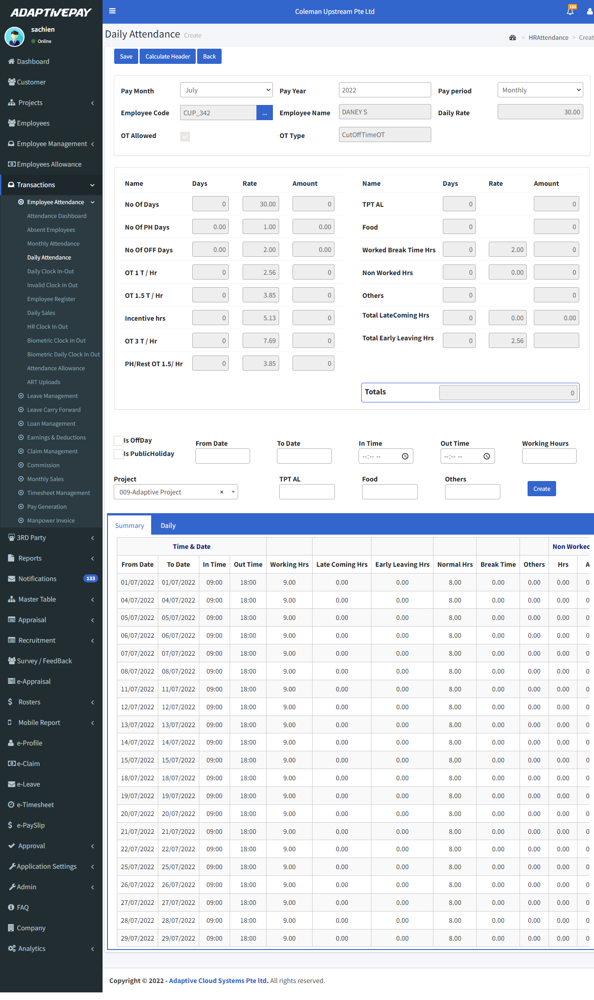 ADAPTIVEPAY
sachien
Online
Dashboard
Customer
Projects
Employees
Employee Management
Employees Allowance
Transactions
Employee Attendance
Attendance Dashboard
Absent Employees
Monthly Attendance
Daily Attendance
Daily Clock In-Out
Invalid Clock In Out
Employee Register
Daily Sales
HR Clock In Out
Biometric Clock In Out
Biometric Daily Clock In Out
Attendance Allowance
ART Uploads
Leave Management
Leave Carry Forward
Loan Management
Earnings & Deductions
Claim Management
Commission
Monthly Sales
Timesheet Management
Pay Generation
Manpower Invoice
3RD Party
Reports
Notifications 133
Master Table
Appraisal
Recruitment
Survey / FeedBack
e-Appraisal
Rosters
Mobile Report
e-Profile
e-Claim
e-Leave
e-Timesheet
e-PaySlip
Approval
Application Settings
Admin
FAQ
Company
Analytics
Coleman Upstream Pte Ltd 133
Daily Attendance Create
> HRAttendance > Creat
Save Calculate Header Back
Pay Month July Pay Year 2022 Pay period Monthly
Employee Code CUP_342 ... Employee Name DANEY S Daily Rate 30.00
OT Allowed OT Type CutOffTimeOT
Name Days Rate Amount Name Days Rate Amount
No Of Days 0 30.00 0 TPT AL 0 0
No Of PH Days 0.00 1.00 0.00 Food 0 0
No Of OFF Days 0.00 2.00 0.00 Worked Break Time Hrs 0 2.00 0
OT 1 T / Hr 0 2.56 0 Non Worked Hrs 0 0.00 0
OT 1.5 T / Hr 0 3.85 0 Others 0 0
Incentive hrs 0 5.13 0 Total LateComing Hrs 0 0.00 0.00
OT 3 T / Hr 0 7.69 0 Total Early Leaving Hrs 0 2.56
PH/Rest OT 1.5/ Hr 0 3.85 0
Totals 0
Is OffDay
Is PublicHoliday
From Date To Date In Time Out Time Working Hours
--:-- -- --:-- --
Project TPT AL Food Others
009-Adaptive Project × Create
Summary Daily
Time & Date Non Worked
From Date To Date In Time Out Time Working Hrs Late Coming Hrs Early Leaving Hrs Normal Hrs Break Time Others Hrs A
01/07/2022 01/07/2022 09:00 18:00 9.00 0.00 0.00 8.00 0.00 0.00 0.00 0
04/07/2022 04/07/2022 09:00 18:00 9.00 0.00 0.00 8.00 0.00 0.00 0.00 0
05/07/2022 05/07/2022 09:00 18:00 9.00 0.00 0.00 8.00 0.00 0.00 0.00 0
06/07/2022 06/07/2022 09:00 18:00 9.00 0.00 0.00 8.00 0.00 0.00 0.00 0
07/07/2022 07/07/2022 09:00 18:00 9.00 0.00 0.00 8.00 0.00 0.00 0.00 0
08/07/2022 08/07/2022 09:00 18:00 9.00 0.00 0.00 8.00 0.00 0.00 0.00 0
11/07/2022 11/07/2022 09:00 18:00 9.00 0.00 0.00 8.00 0.00 0.00 0.00 0
12/07/2022 12/07/2022 09:00 18:00 9.00 0.00 0.00 8.00 0.00 0.00 0.00 0
13/07/2022 13/07/2022 09:00 18:00 9.00 0.00 0.00 8.00 0.00 0.00 0.00 0
14/07/2022 14/07/2022 09:00 18:00 9.00 0.00 0.00 8.00 0.00 0.00 0.00 0
15/07/2022 15/07/2022 09:00 18:00 9.00 0.00 0.00 8.00 0.00 0.00 0.00 0
18/07/2022 18/07/2022 09:00 18:00 9.00 0.00 0.00 8.00 0.00 0.00 0.00 0
19/07/2022 19/07/2022 09:00 18:00 9.00 0.00 0.00 8.00 0.00 0.00 0.00 0
20/07/2022 20/07/2022 09:00 18:00 9.00 0.00 0.00 8.00 0.00 0.00 0.00 0
21/07/2022 21/07/2022 09:00 18:00 9.00 0.00 0.00 8.00 0.00 0.00 0.00 0
22/07/2022 22/07/2022 09:00 18:00 9.00 0.00 0.00 8.00 0.00 0.00 0.00 0
25/07/2022 25/07/2022 09:00 18:00 9.00 0.00 0.00 8.00 0.00 0.00 0.00 0
26/07/2022 26/07/2022 09:00 18:00 9.00 0.00 0.00 8.00 0.00 0.00 0.00 0
27/07/2022 27/07/2022 09:00 18:00 9.00 0.00 0.00 8.00 0.00 0.00 0.00 0
28/07/2022 28/07/2022 09:00 18:00 9.00 0.00 0.00 8.00 0.00 0.00 0.00 0
29/07/2022 29/07/2022 09:00 18:00 9.00 0.00 0.00 8.00 0.00 0.00 0.00 0
Copyright © 2022 - Adaptive Cloud Systems Pte ltd. All rights reserved.